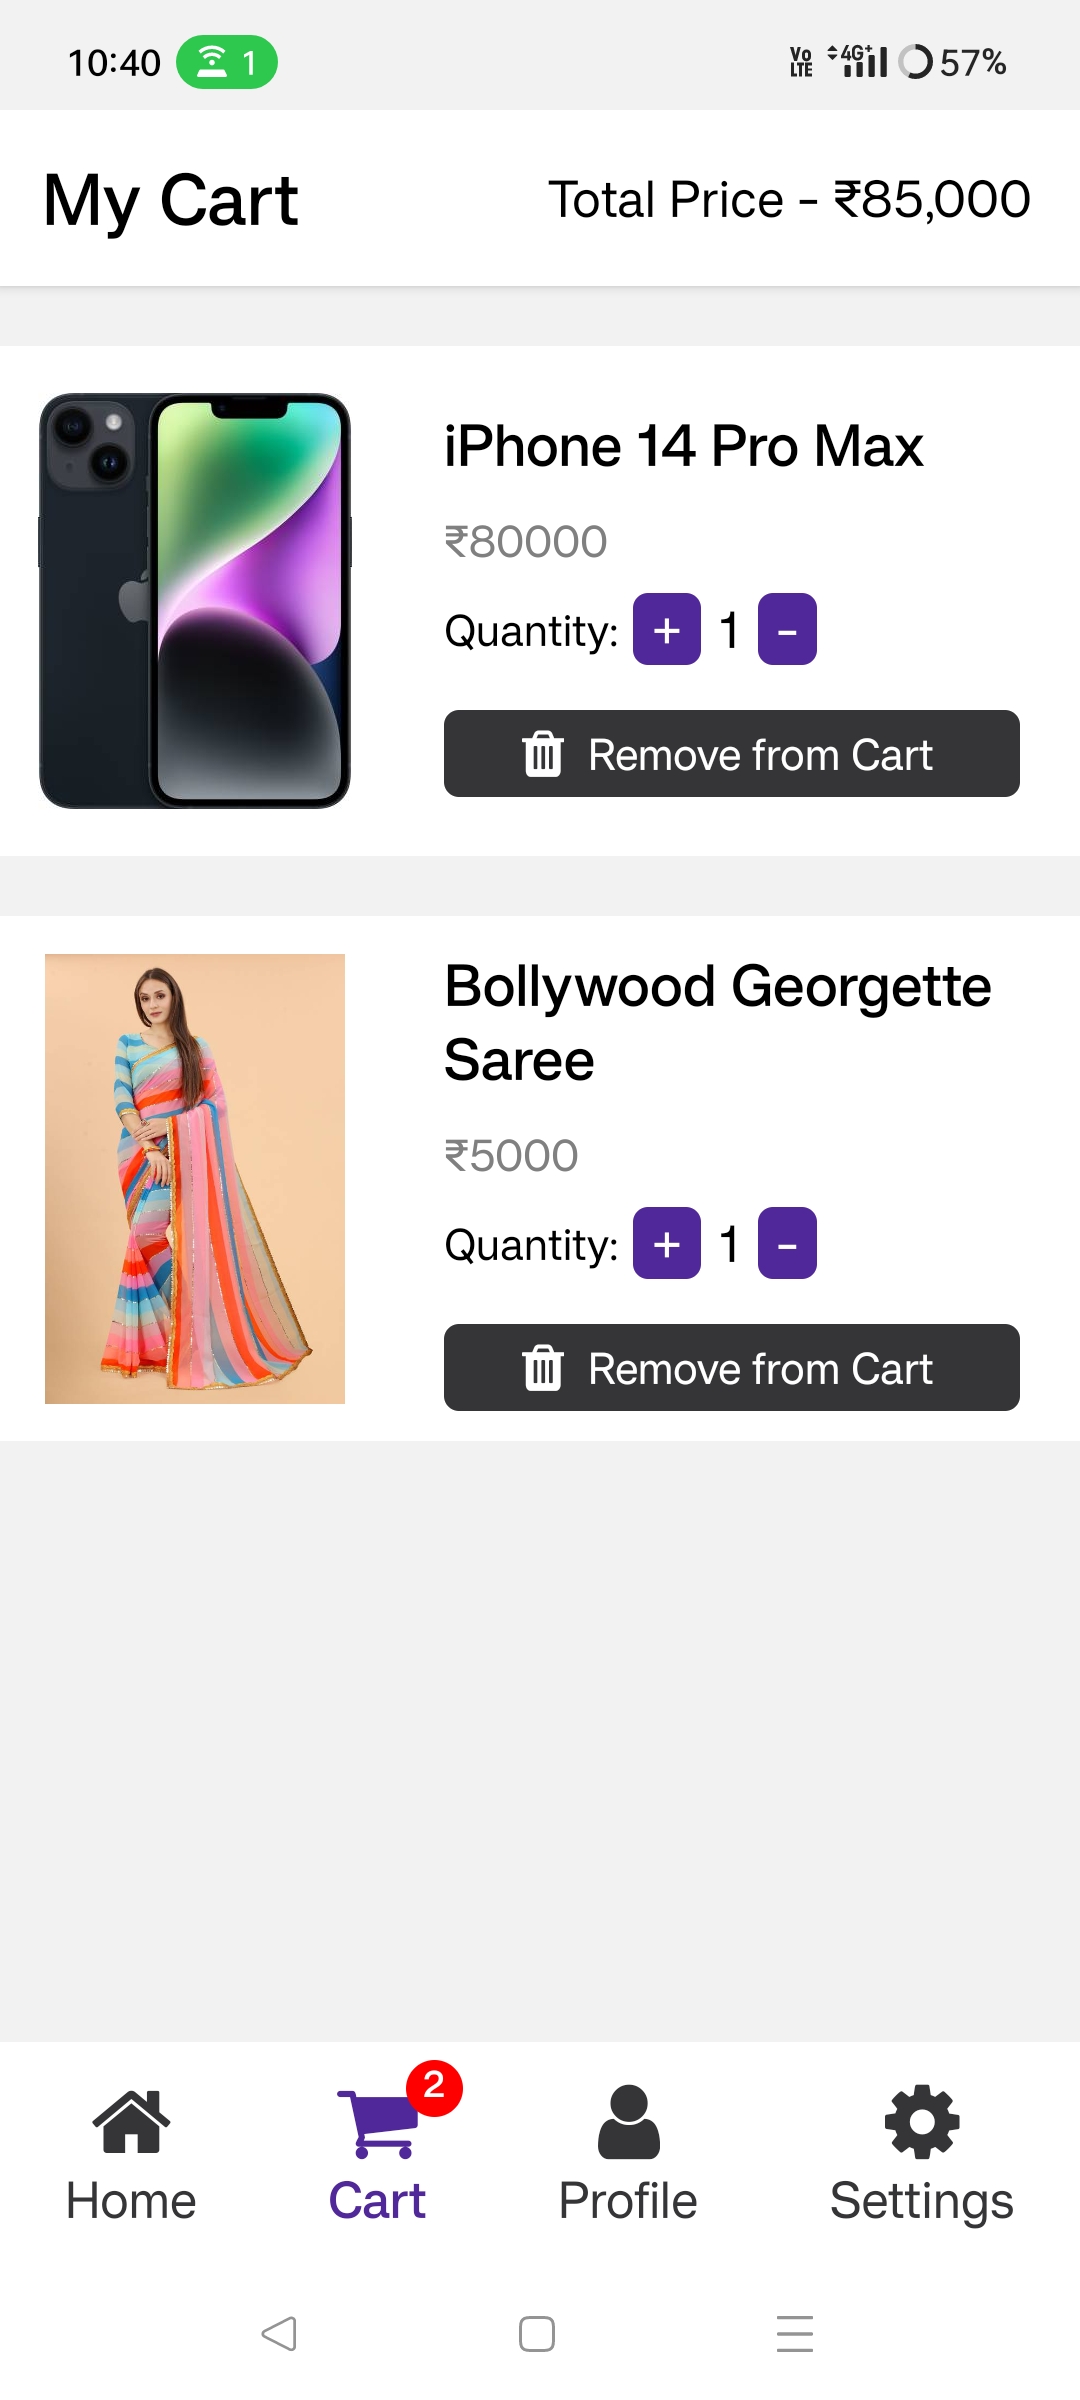 10:40 1 Vo LTE 4G+ 57%
My Cart Total Price - ₹85,000
iPhone 14 Pro Max
₹80000
Quantity: + 1 -
Remove from Cart
Bollywood Georgette
Saree
₹5000
Quantity: + 1 -
Remove from Cart
2
Home Cart Profile Settings